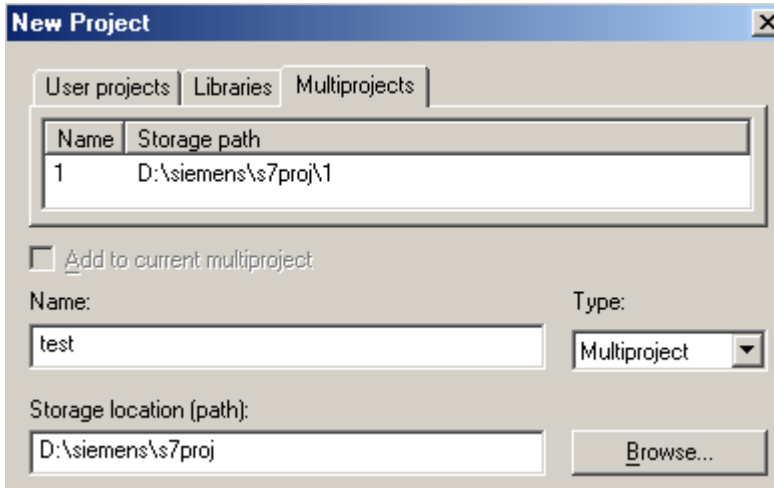 New Project
User projects Libraries Multiprojects
Name Storage path
1 D:\siemens\s7proj\1
Add to current multiproject
Name: Type:
test Multiproject
Storage location (path):
D:\siemens\s7proj Browse...